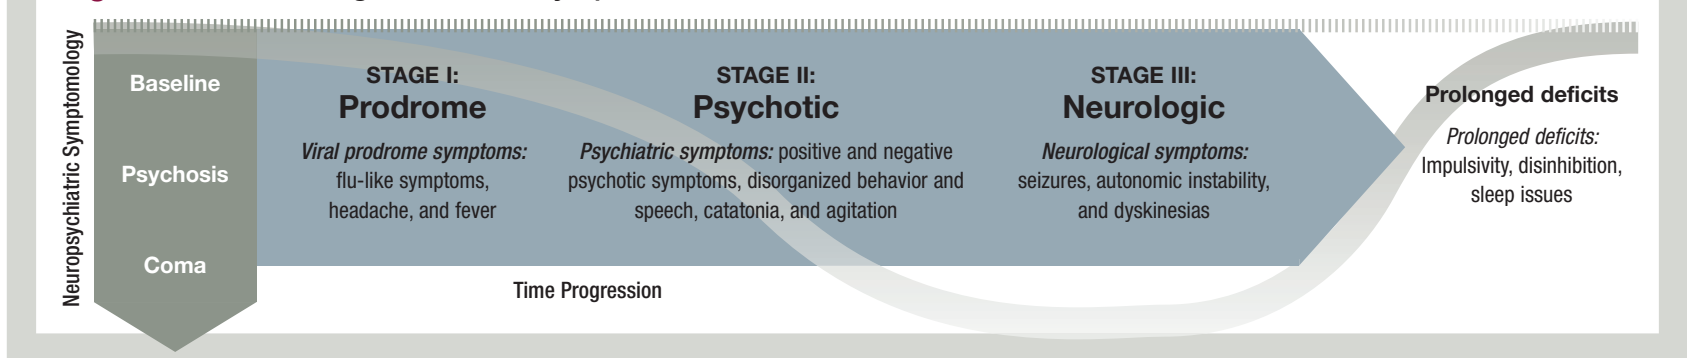 Neuropsychiatric Symptomology
Baseline
Psychosis
Coma
STAGE I:
Prodrome
Viral prodrome symptoms:
flu-like symptoms,
headache, and fever
STAGE II:
Psychotic
Psychiatric symptoms: positive and negative
psychotic symptoms, disorganized behavior and
speech, catatonia, and agitation
STAGE III:
Neurologic
Neurological symptoms:
seizures, autonomic instability,
and dyskinesias
Prolonged deficits
Prolonged deficits:
Impulsivity, disinhibition,
sleep issues
Time Progression